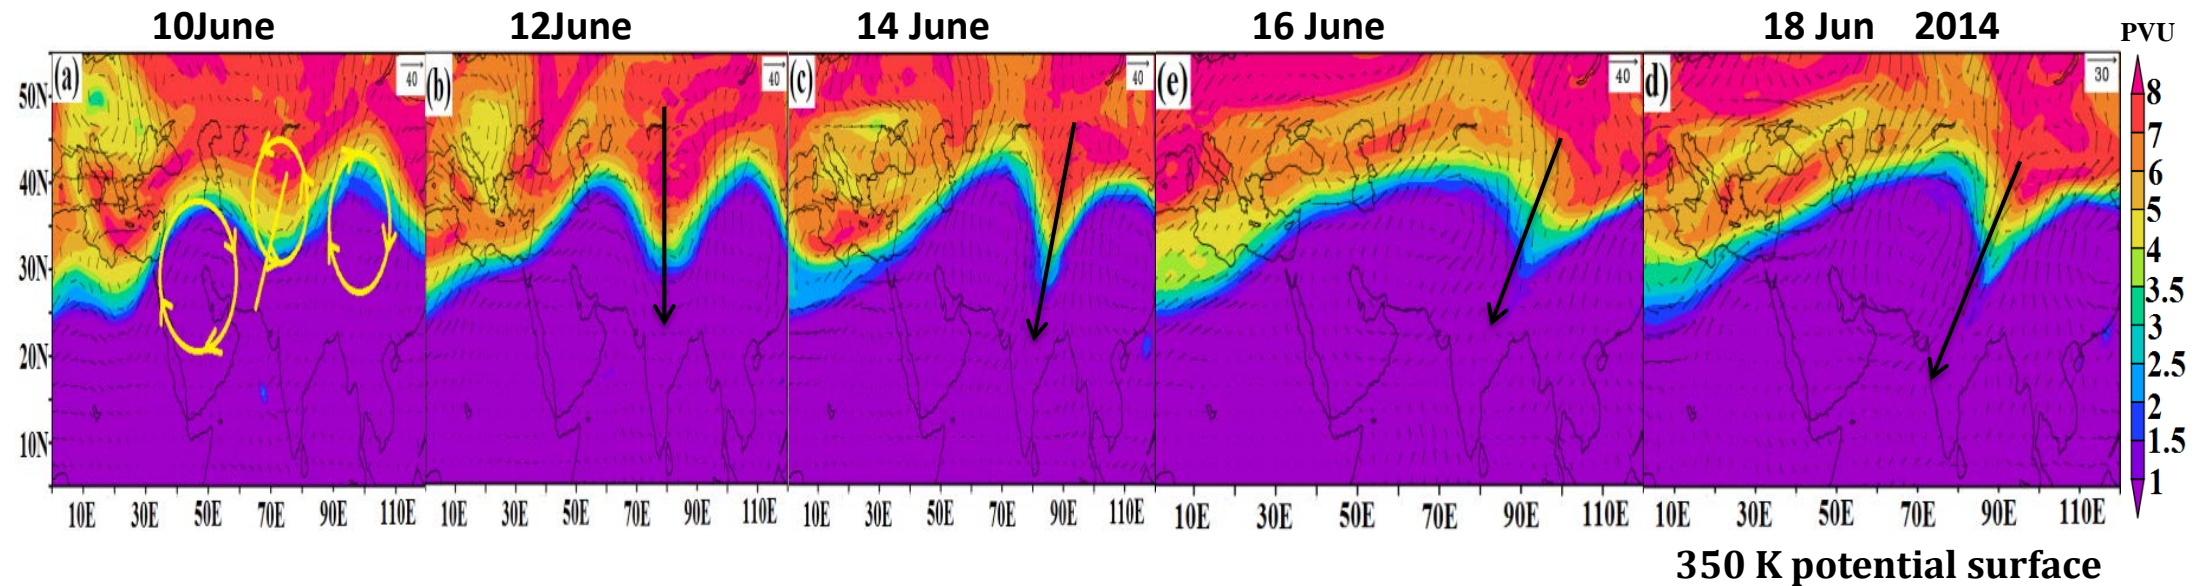 10June 12June 14 June 16 June 18 Jun 2014 PVU
(a) 40 (b) 40 (c) 40 (e) 40 d) 30
50N
40N
30N
20N
10N
8
7
6
5
4
3.5
3
2.5
2
1.5
1
10E 30E 50E 70E 90E 110E 10E 30E 50E 70E 90E 110E 10E 30E 50E 70E 90E 110E 10E 30E 50E 70E 90E 110E 10E 30E 50E 70E 90E 110E
350 K potential surface